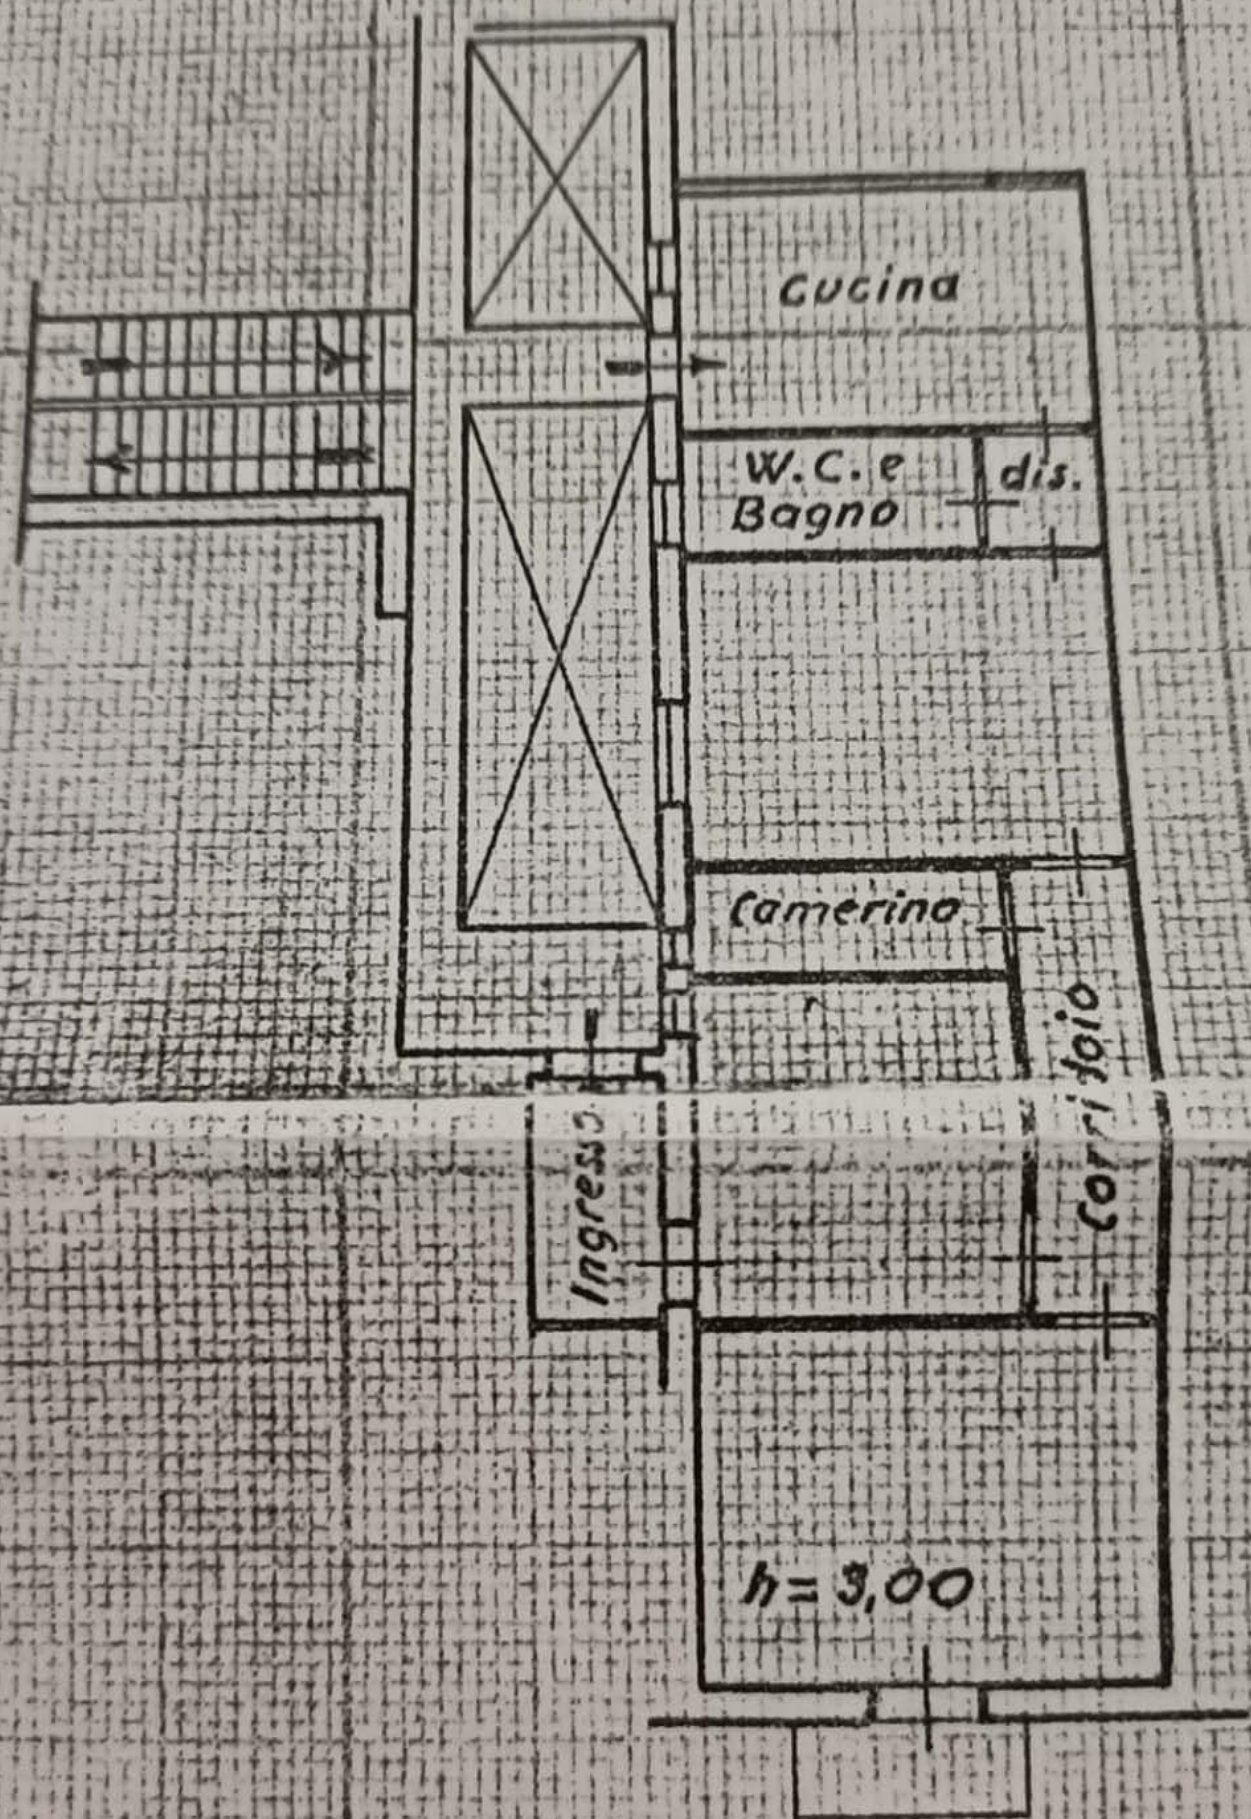 Cucina
W.C. e
Bagno
dis.
Camerino
Corridoio
Ingresso
h = 3,00